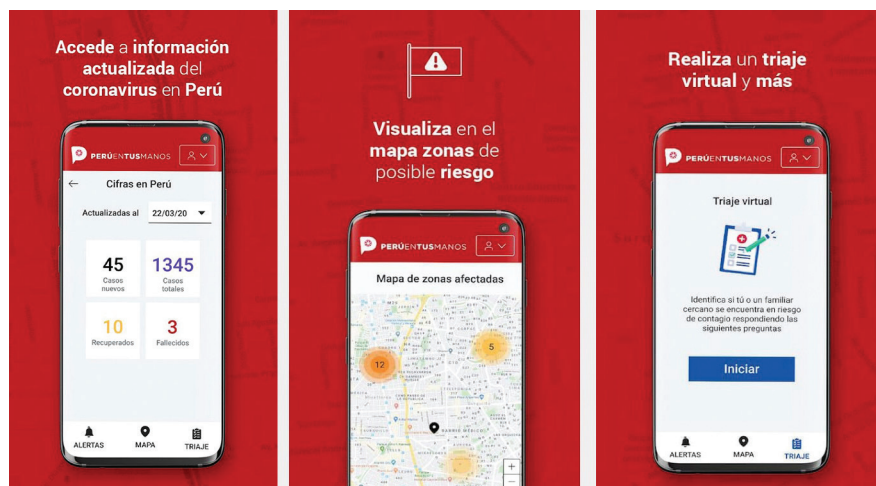 Accede a información
actualizada del
coronavirus en Perú
PERÚENTUSMANOS
Cifras en Perú
Actualizadas al 22/03/20
45
Casos
nuevos
1345
Casos
totales
10
Recuperados
3
Fallecidos
ALERTAS MAPA TRIAJE
Visualiza en el
mapa zonas de
posible riesgo
PERÚENTUSMANOS
Mapa de zonas afectadas
5
12
BARRIO MÉDICO
+
−
Realiza un triaje
virtual y más
PERÚENTUSMANOS
Triaje virtual
Identifica si tú o un familiar
cercano se encuentra en riesgo
de contagio respondiendo las
siguientes preguntas
Iniciar
ALERTAS MAPA TRIAJE